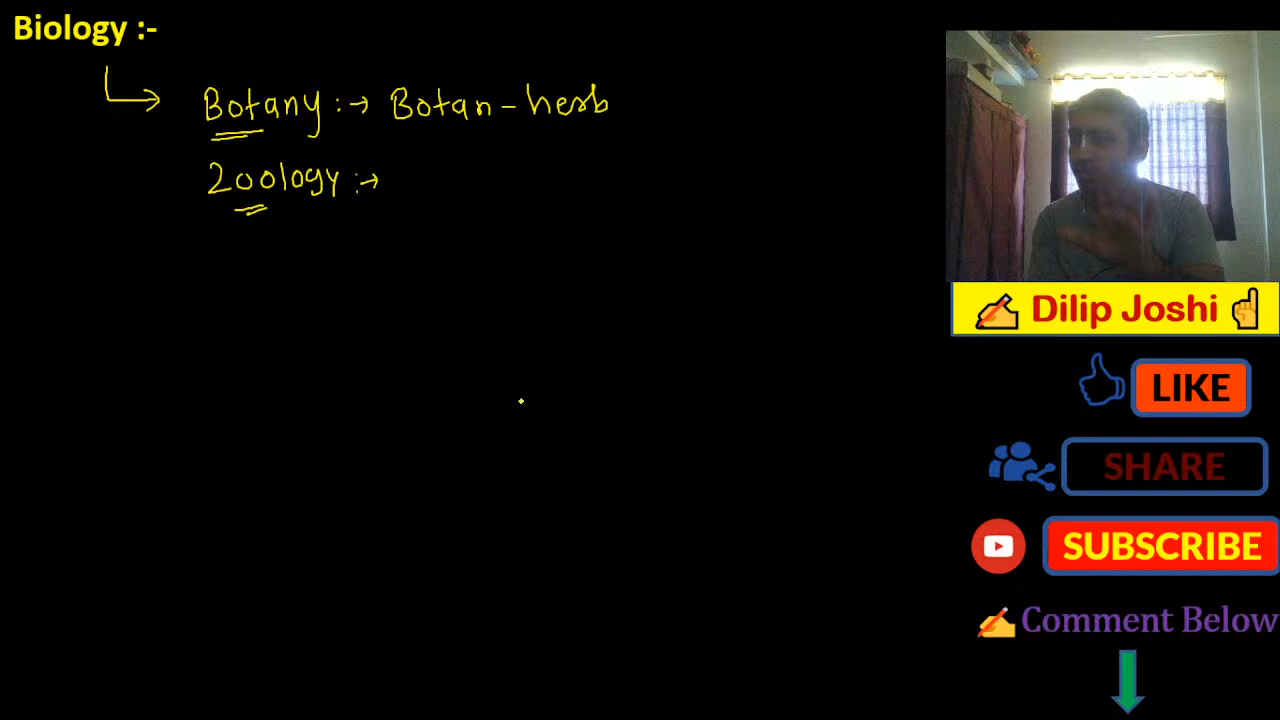 Biology :-
Botany :→ Botan - herb
Zoology :→
Dilip Joshi
LIKE
SHARE
SUBSCRIBE
Comment Below